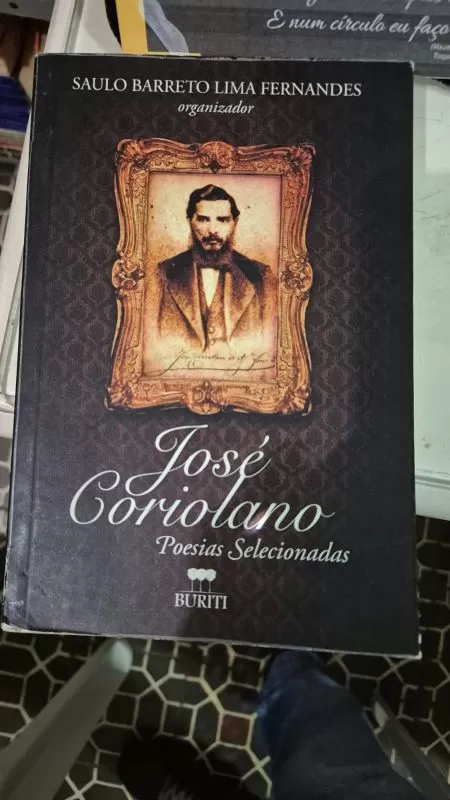 E num círculo eu faço
SAULO BARRETO LIMA FERNANDES
organizador
José
Coriolano
Poesias Selecionadas
BURITI